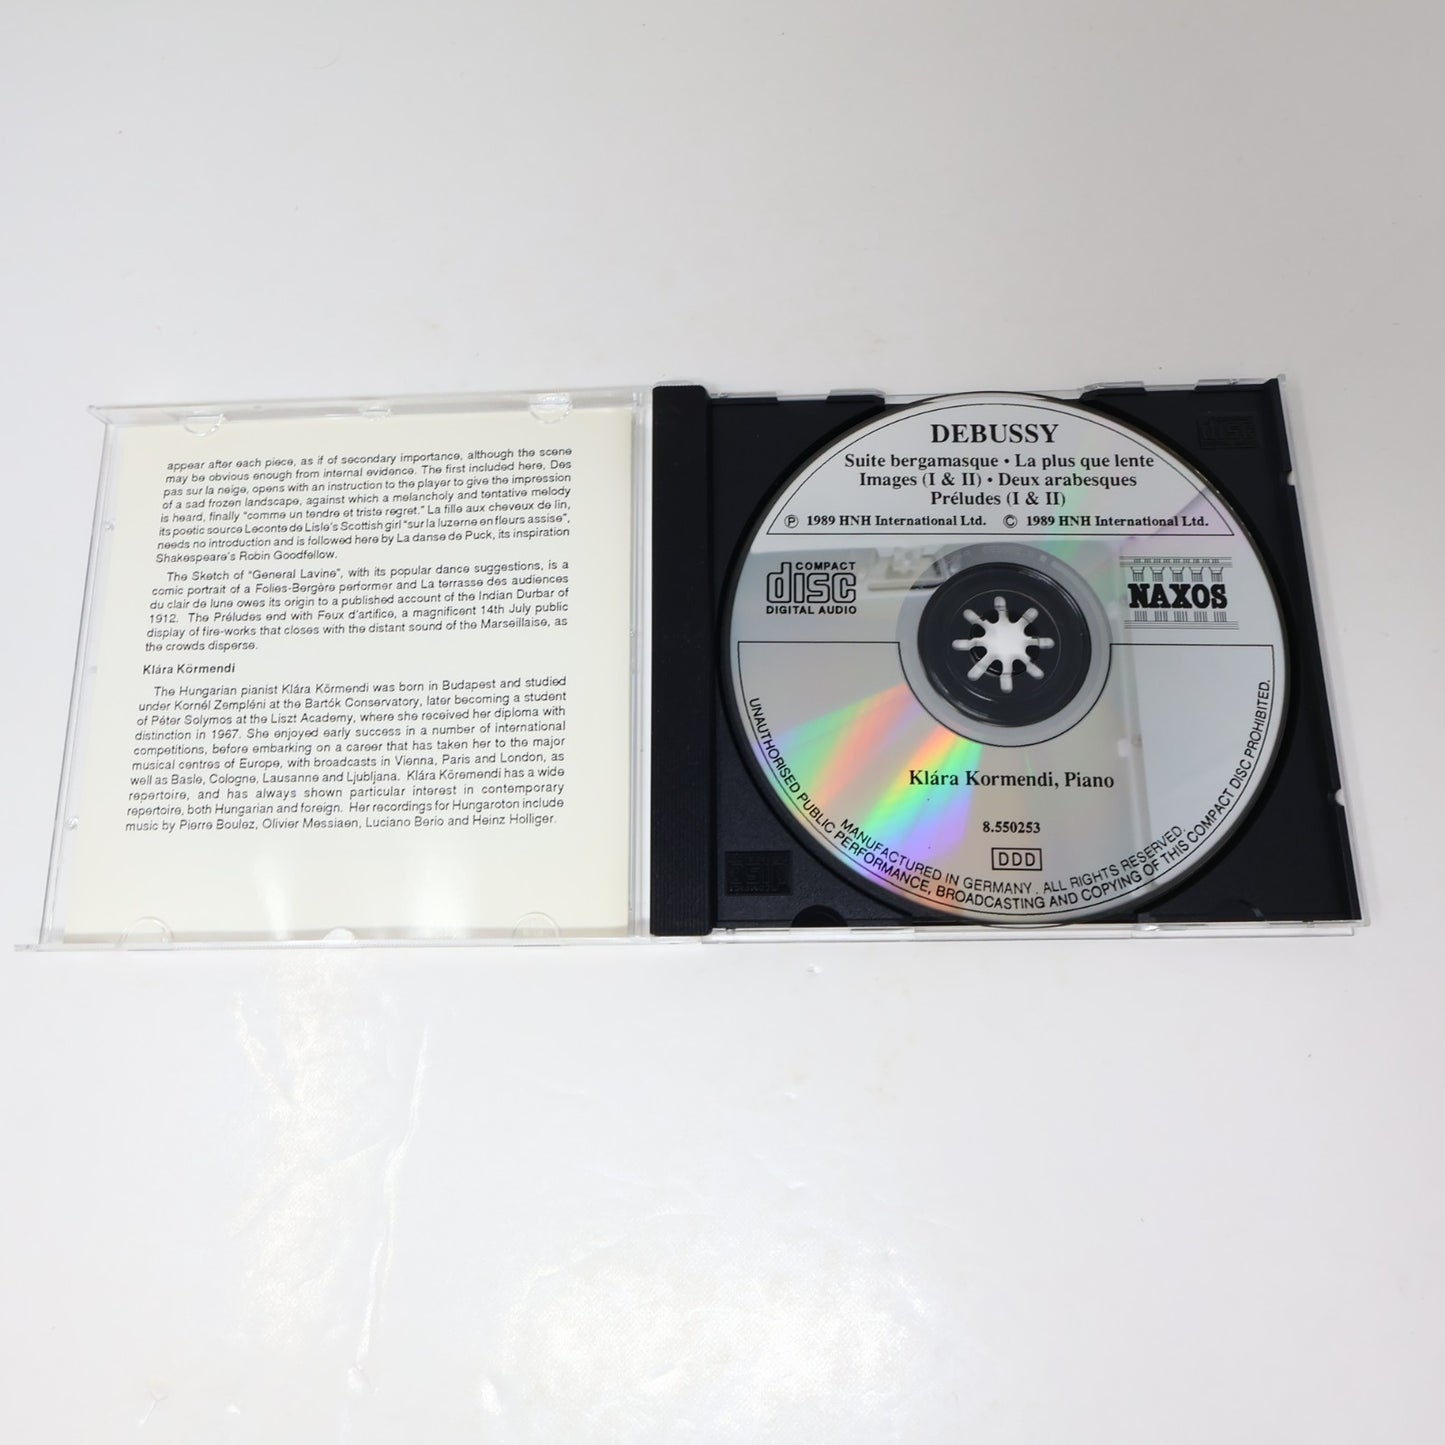 appear after each piece, as if of secondary importance, although the scene
may be obvious enough from internal evidence. The first included here, Des
pas sur la neige, opens with an instruction to the player to give the impression
of a sad frozen landscape, against which a melancholy and tentative melody
is heard, finally "comme un tendre et triste regret." La fille aux cheveux de lin,
its poetic source Leconte de Lisle's Scottish girl "sur la luzerne en fleurs assise",
needs no introduction and is followed here by La danse de Puck, its inspiration
Shakespeare's Robin Goodfellow.
The Sketch of "General Lavine", with its popular dance suggestions, is a
comic portrait of a Folies-Bergère performer and La terrasse des audiences
du clair de lune owes its origin to a published account of the Indian Durbar of
1912. The Préludes end with Feux d'artifice, a magnificent 14th July public
display of fire-works that closes with the distant sound of the Marseillaise, as
the crowds disperse.
Klára Körmendi
The Hungarian pianist Klára Körmendi was born in Budapest and studied
under Kornél Zempléni at the Bartók Conservatory, later becoming a student
of Péter Solymos at the Liszt Academy, where she received her diploma with
distinction in 1967. She enjoyed early success in a number of international
competitions, before embarking on a career that has taken her to the major
musical centres of Europe, with broadcasts in Vienna, Paris and London, as
well as Basle, Cologne, Lausanne and Ljubljana. Klára Köremendi has a wide
repertoire, and has always shown particular interest in contemporary
repertoire, both Hungarian and foreign. Her recordings for Hungaroton include
music by Pierre Boulez, Olivier Messiaen, Luciano Berio and Heinz Holliger.
DEBUSSY
Suite bergamasque • La plus que lente
Images (I & II) • Deux arabesques
Préludes (I & II)
℗ 1989 HNH International Ltd. © 1989 HNH International Ltd.
COMPACT
disc
DIGITAL AUDIO
NAXOS
Klára Kormendi, Piano
8.550253
DDD
MANUFACTURED IN GERMANY . ALL RIGHTS RESERVED.
UNAUTHORISED PUBLIC PERFORMANCE, BROADCASTING AND COPYING OF THIS COMPACT DISC PROHIBITED.